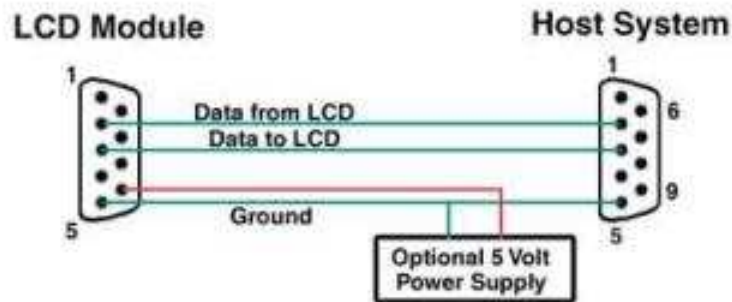 LCD Module
Host System
1
1
6
Data from LCD
Data to LCD
9
5
Ground
5
Optional 5 Volt
Power Supply